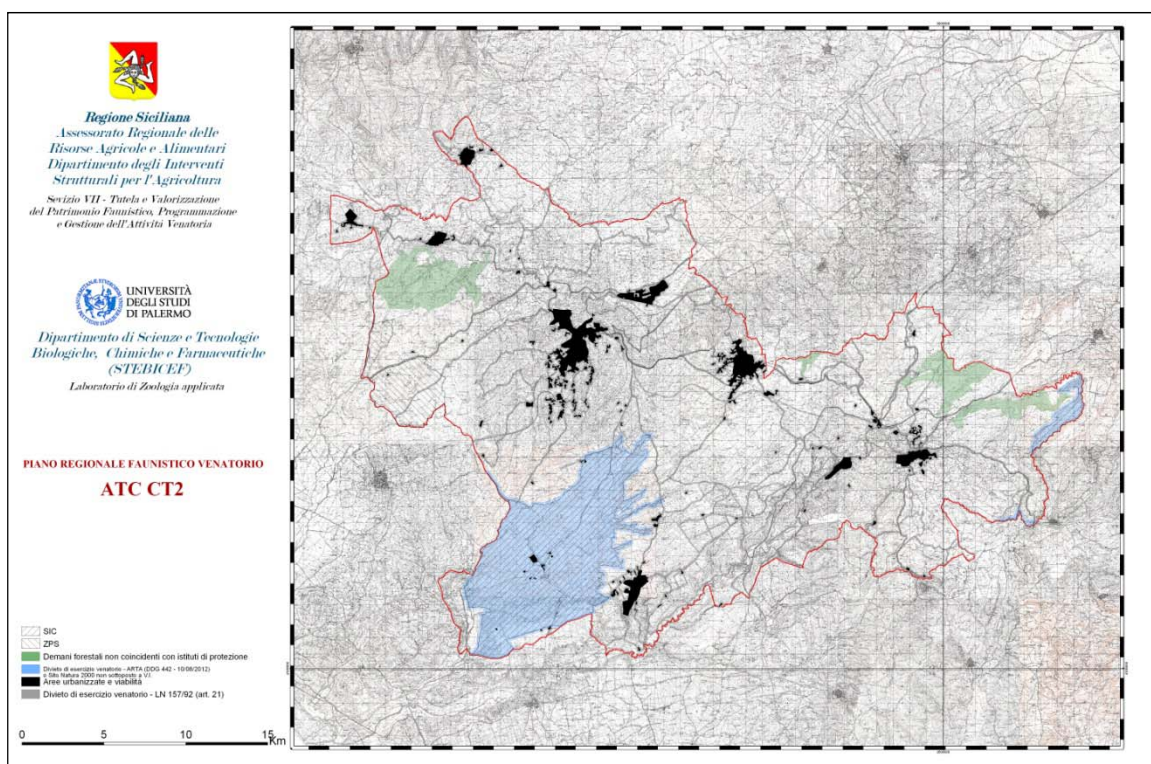 Regione Siciliana
Assessorato Regionale delle
Risorse Agricole e Alimentari
Dipartimento degli Interventi
Strutturali per l'Agricoltura
Sevizio VII - Tutela e Valorizzazione
del Patrimonio Faunistico, Programmazione
e Gestione dell'Attività Venatoria
UNIVERSITÀ
DEGLI STUDI
DI PALERMO
Dipartimento di Scienze e Tecnologie
Biologiche, Chimiche e Farmaceutiche
(STEBICEF)
Laboratorio di Zoologia applicata
PIANO REGIONALE FAUNISTICO VENATORIO
ATC CT2
SIC
ZPS
Demani forestali non coincidenti con istituti di protezione
Divieto di esercizio venatorio - ARTA (DDG 442 - 10/08/2012)
e Sito Natura 2000 non sottoposto a V.I.
Aree urbanizzate e viabilità
Divieto di esercizio venatorio - LN 157/92 (art. 21)
0 5 10 15
Km